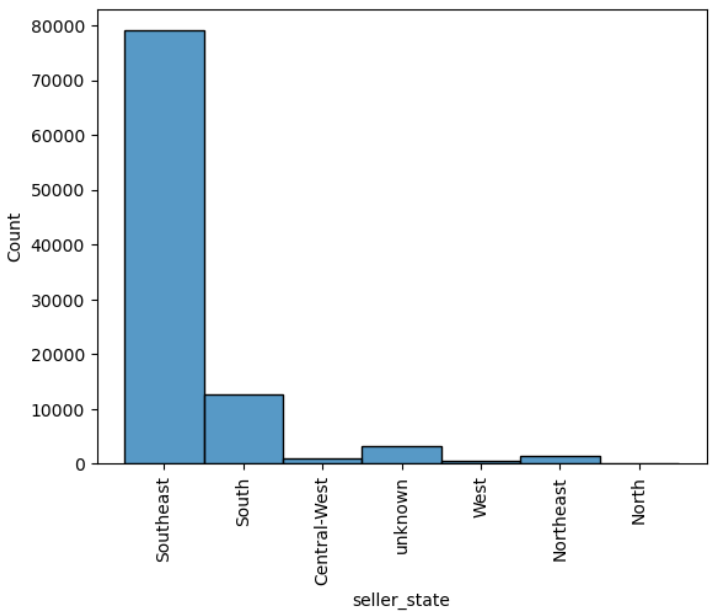 80000
70000
60000
50000
40000
30000
20000
10000
0
Count
Southeast
South
Central-West
unknown
West
Northeast
North
seller_state